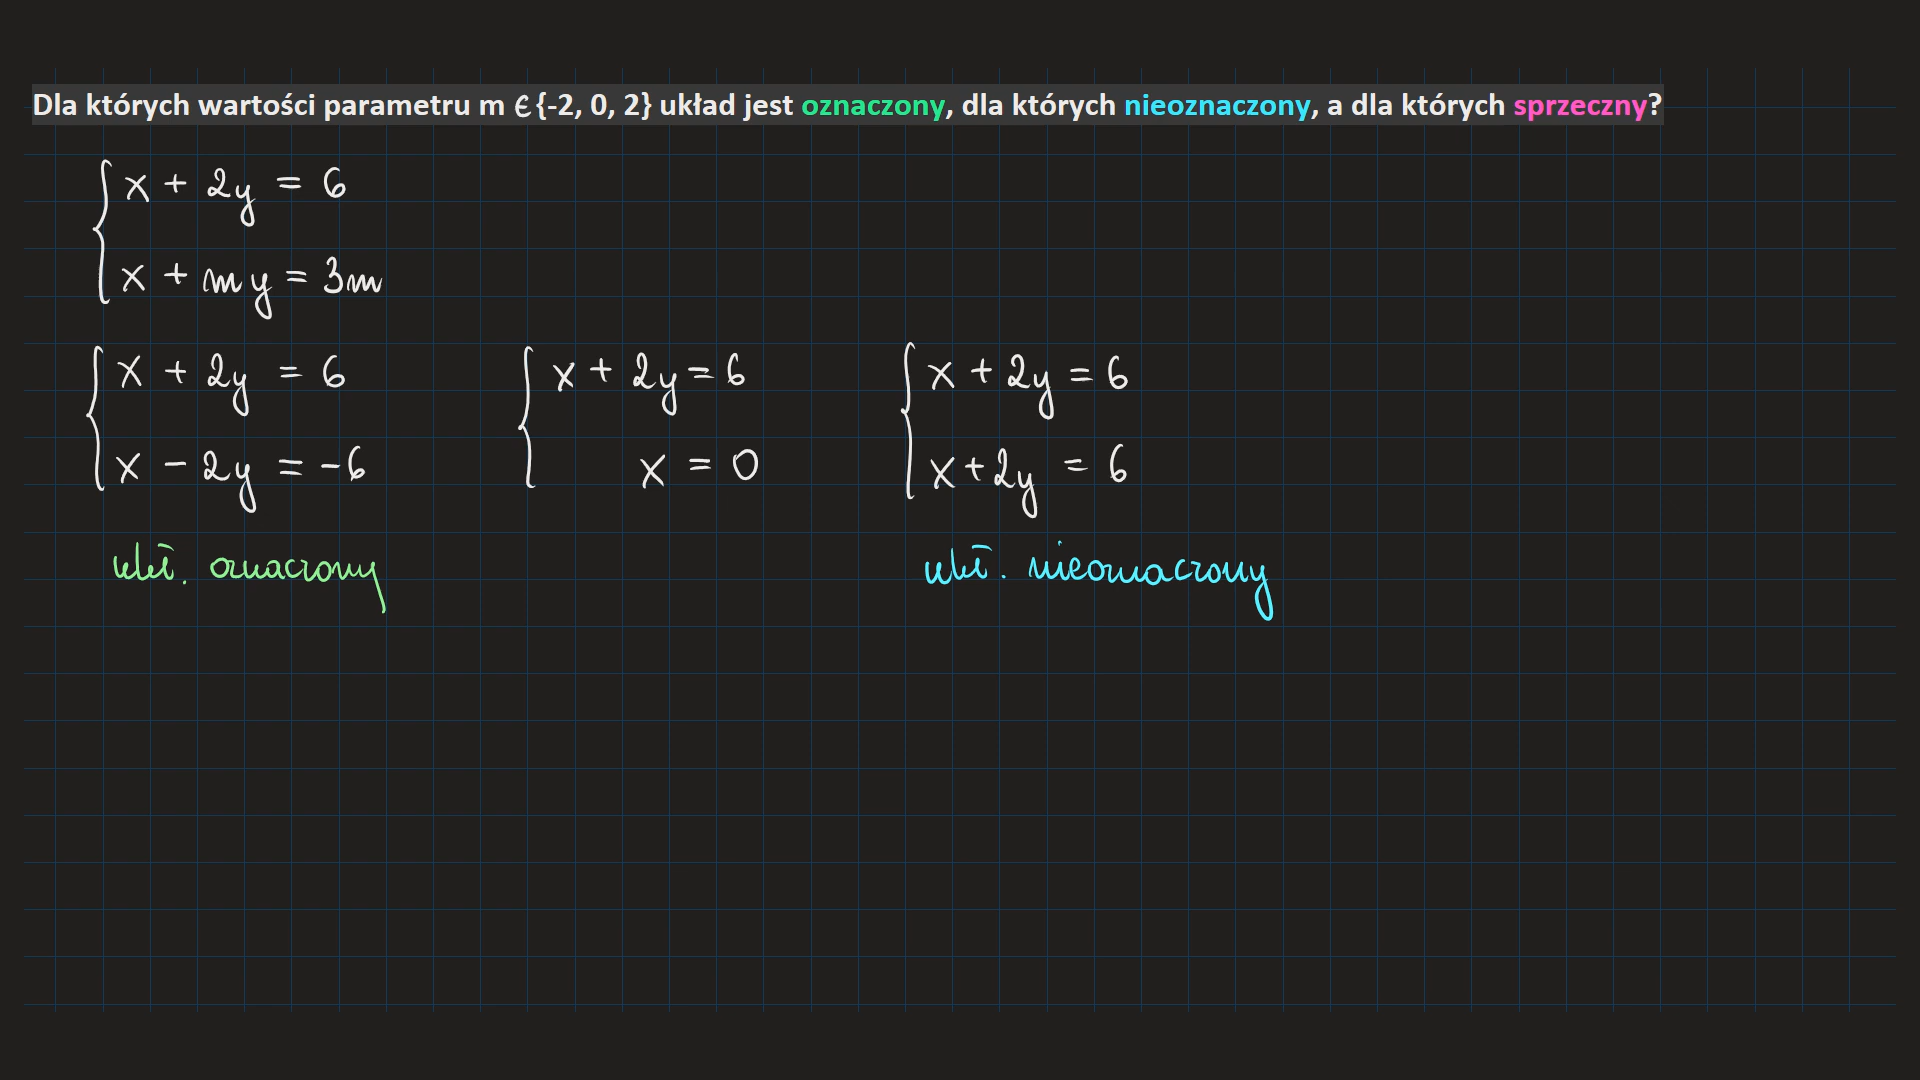 Dla których wartości parametru m € {-2, 0, 2} układ jest oznaczony, dla których nieoznaczony, a dla których sprzeczny?
x + 2y = 6
x + my = 3m
x + 2y = 6
x - 2y = -6
ukł. oznaczony
x + 2y = 6
x = 0
x + 2y = 6
x + 2y = 6
ukł. nieoznaczony